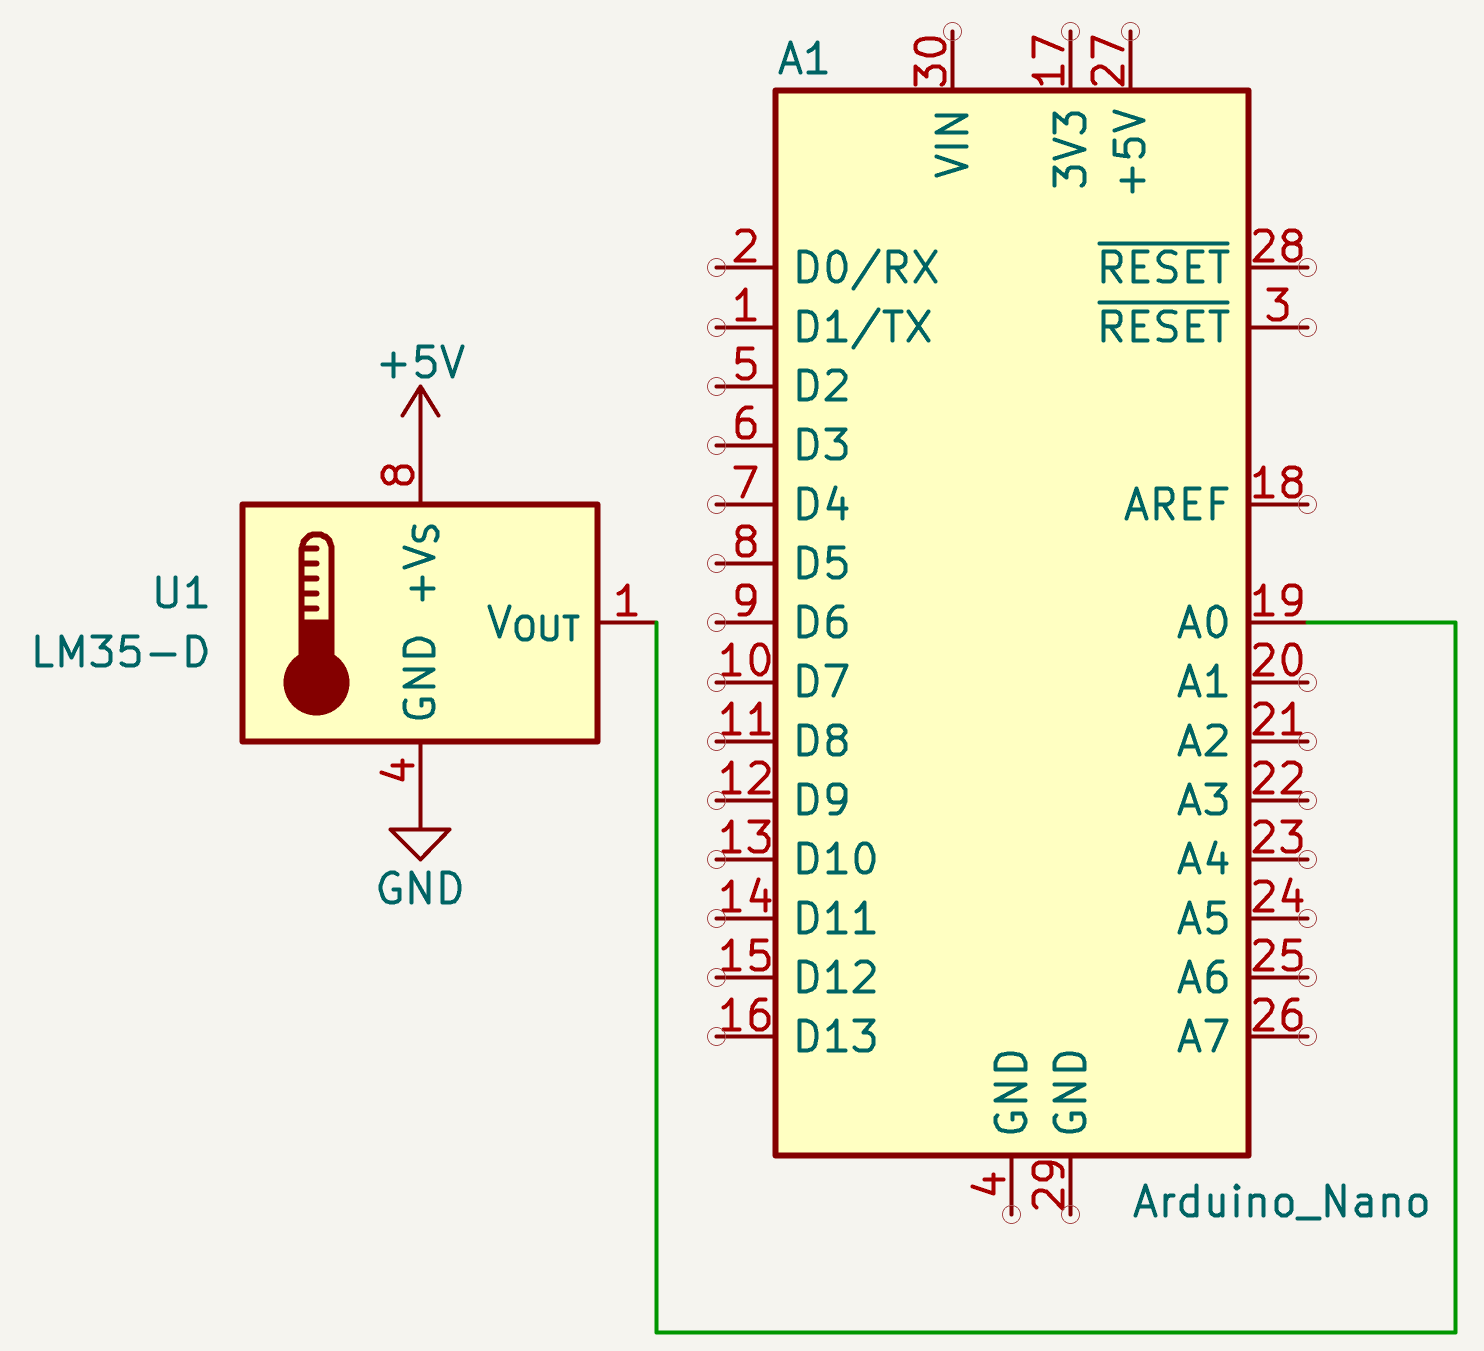 A1
30
17
27
VIN
3V3
+5V
2
D0/RX
RESET
28
1
D1/TX
RESET
3
5
D2
6
D3
7
D4
AREF
18
8
D5
9
D6
A0
19
10
D7
A1
20
11
D8
A2
21
12
D9
A3
22
13
D10
A4
23
14
D11
A5
24
15
D12
A6
25
16
D13
A7
26
GND
GND
4
29
Arduino_Nano
+5V
8
+Vs
U1
LM35-D
VOUT
1
GND
4
GND